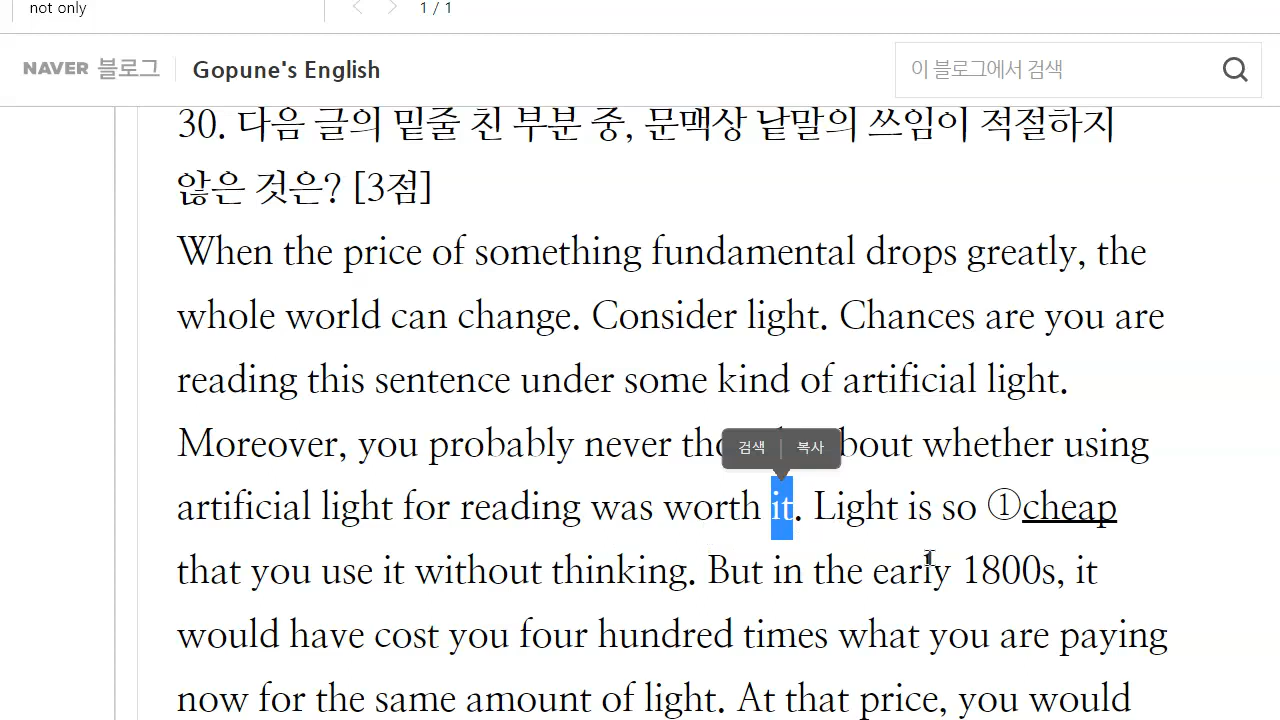 not only
1 / 1
NAVER 블로그
Gopune's English
이 블로그에서 검색
30. 다음 글의 밑줄 친 부분 중, 문맥상 낱말의 쓰임이 적절하지
않은 것은? [3점]
When the price of something fundamental drops greatly, the
whole world can change. Consider light. Chances are you are
reading this sentence under some kind of artificial light.
Moreover, you probably never about whether using
검색 복사
artificial light for reading was worth it. Light is so ①cheap
that you use it without thinking. But in the early 1800s, it
would have cost you four hundred times what you are paying
now for the same amount of light. At that price, you would